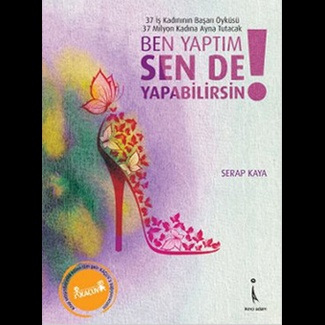 37 İş Kadınının Başarı Öyküsü
37 Milyon Kadına Ayna Tutacak
BEN YAPTIM
SEN DE
YAPABİLİRSİN!
SERAP KAYA